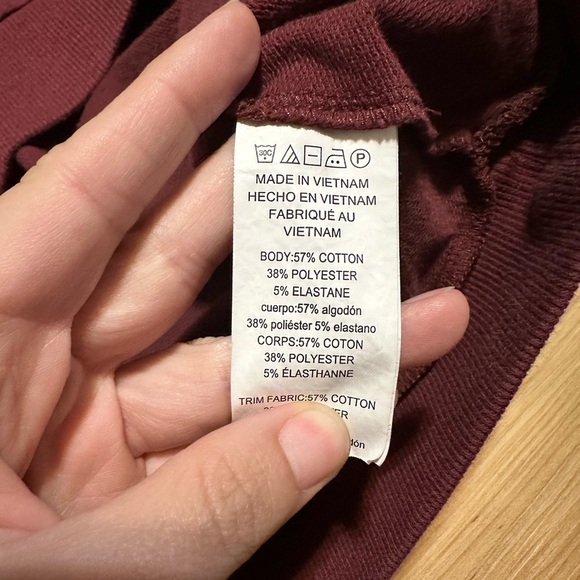 30C
P
MADE IN VIETNAM
HECHO EN VIETNAM
FABRIQUÉ AU
VIETNAM
BODY:57% COTTON
38% POLYESTER
5% ELASTANE
cuerpo:57% algodón
38% poliéster 5% elastano
CORPS:57% COTON
38% POLYESTER
5% ÉLASTHANNE
TRIM FABRIC:57% COTTON